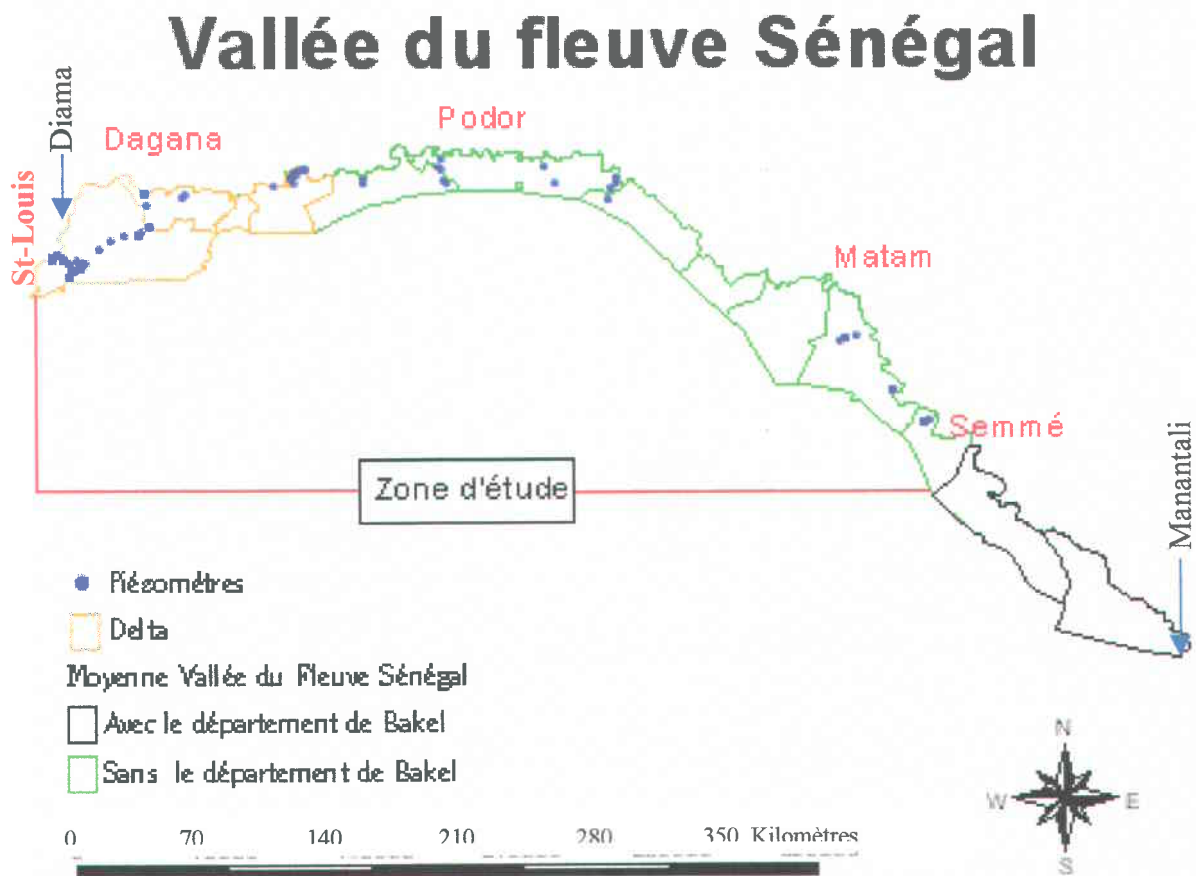 Vallée du fleuve Sénégal
Diama
Dagana
Podor
St-Louis
Matam
Semmé
Manantali
Zone d'étude
Piézomètres
Delta
Moyenne Vallée du Fleuve Sénégal
Avec le département de Bakel
Sans le département de Bakel
0 70 140 210 280 350 Kilomètres
N
W E
S